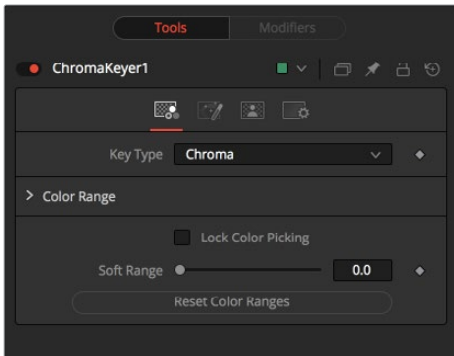 Tools Modifiers
ChromaKeyer1
Key Type Chroma
Color Range
Lock Color Picking
Soft Range 0.0
Reset Color Ranges